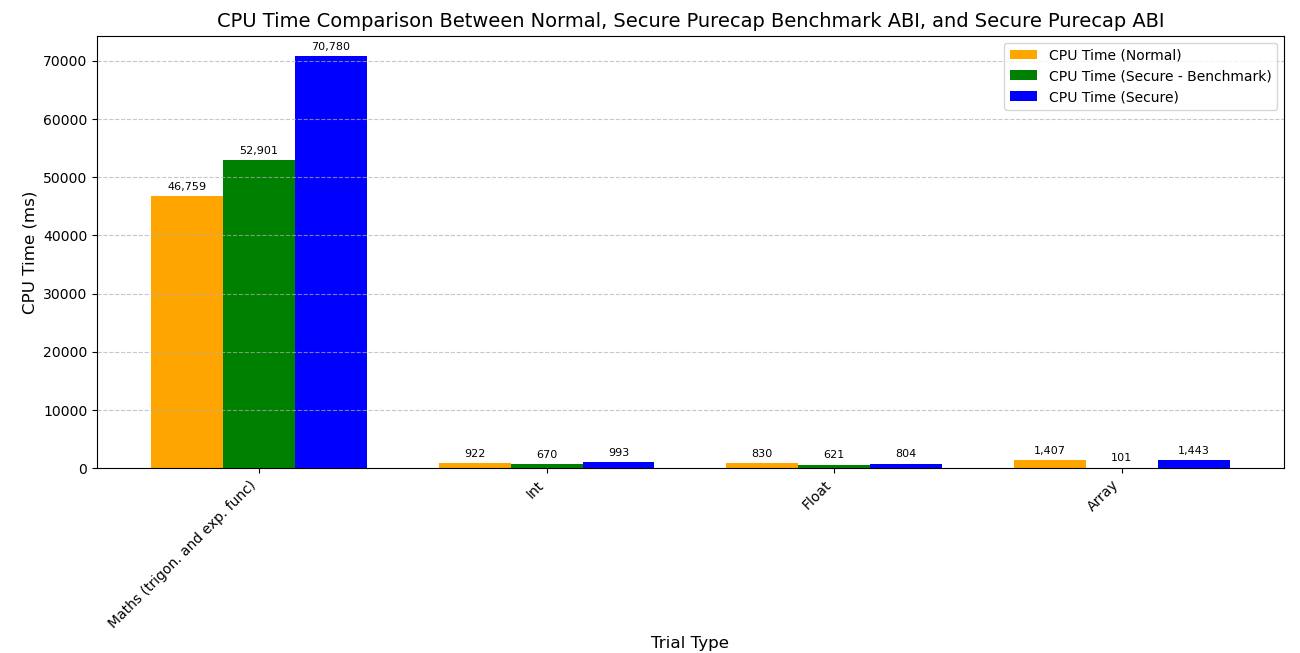 CPU Time Comparison Between Normal, Secure Purecap Benchmark ABI, and Secure Purecap ABI
CPU Time (Normal)
CPU Time (Secure - Benchmark)
CPU Time (Secure)
CPU Time (ms)
70000
60000
50000
40000
30000
20000
10000
0
46,759
52,901
70,780
922
670
993
830
621
804
1,407
101
1,443
Maths (trigon. and exp. func)
Int
Float
Array
Trial Type